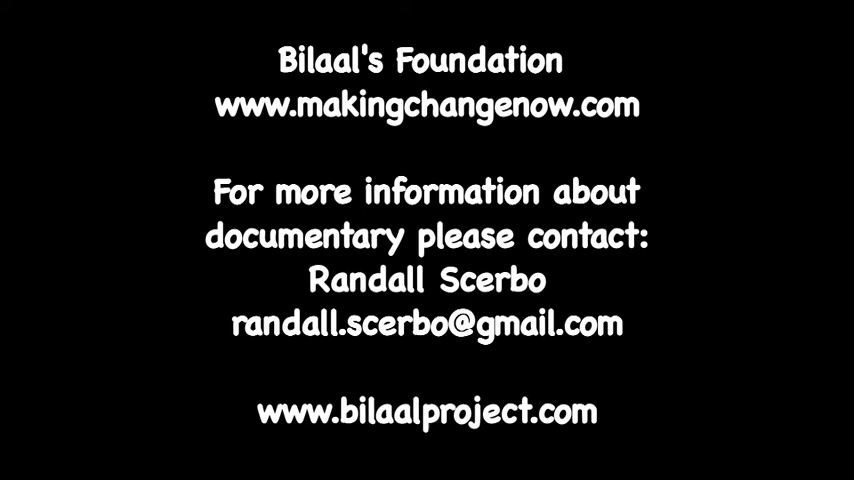 Bilaal's Foundation
www.makingchangenow.com
For more information about
documentary please contact:
Randall Scerbo
randall.scerbo@gmail.com
www.bilaalproject.com